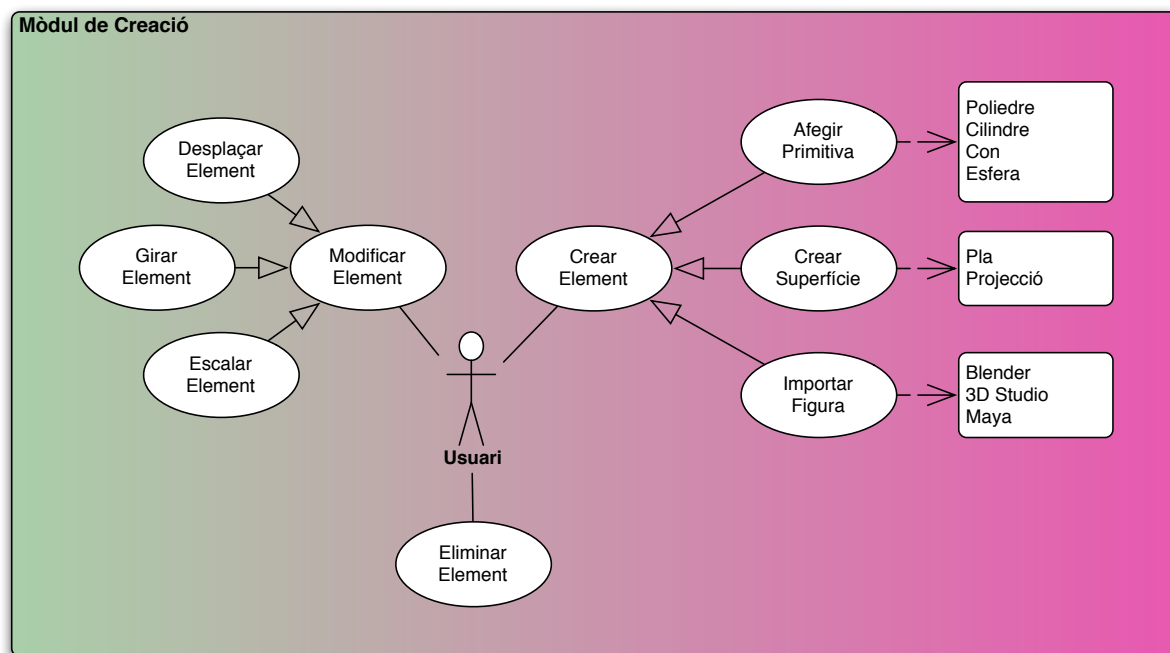 Mòdul de Creació
Desplaçar
Element
Girar
Element
Escalar
Element
Modificar
Element
Usuari
Eliminar
Element
Crear
Element
Afegir
Primitiva
Crear
Superfície
Importar
Figura
Poliedre
Cilindre
Con
Esfera
Pla
Projecció
Blender
3D Studio
Maya